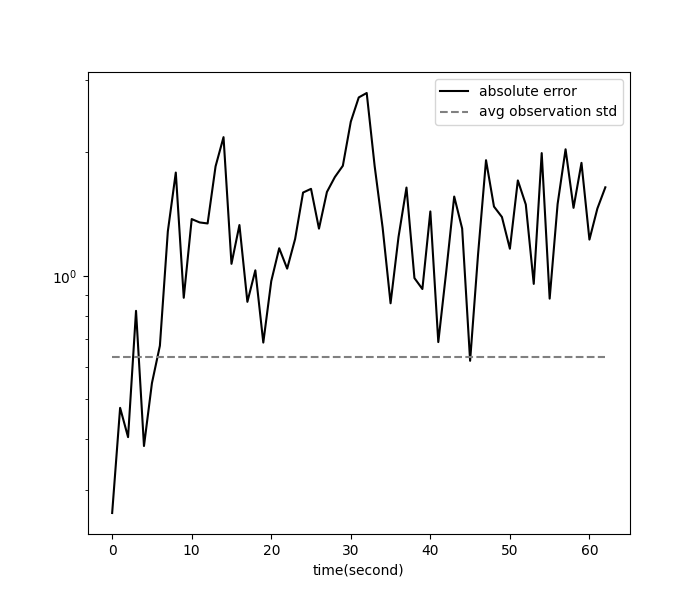 absolute error
avg observation std
10⁰
0 10 20 30 40 50 60
time(second)